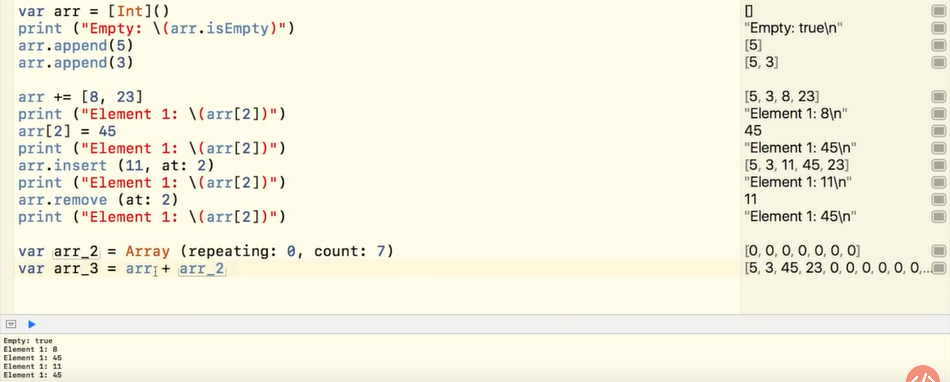 var arr = [Int]()
print ("Empty: \(arr.isEmpty)")
arr.append(5)
arr.append(3)
arr += [8, 23]
print ("Element 1: \(arr[2])")
arr[2] = 45
print ("Element 1: \(arr[2])")
arr.insert (11, at: 2)
print ("Element 1: \(arr[2])")
arr.remove (at: 2)
print ("Element 1: \(arr[2])")
var arr_2 = Array (repeating: 0, count: 7)
var arr_3 = arr + arr_2
[]
"Empty: true\n"
[5]
[5, 3]
[5, 3, 8, 23]
"Element 1: 8\n"
45
"Element 1: 45\n"
[5, 3, 11, 45, 23]
"Element 1: 11\n"
11
"Element 1: 45\n"
[0, 0, 0, 0, 0, 0, 0]
[5, 3, 45, 23, 0, 0, 0, 0, 0, 0,...
Empty: true
Element 1: 8
Element 1: 45
Element 1: 11
Element 1: 45